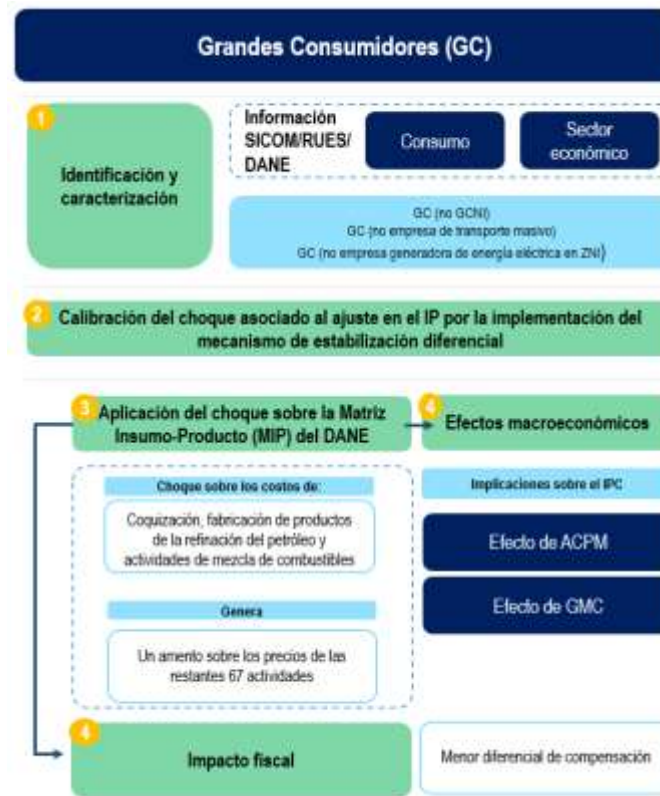 Grandes Consumidores (GC)
1
Identificación y
caracterización
Información
SICOM/RUES/
DANE
Consumo
Sector
económico
GC (no GCNI)
GC (no empresa de transporte masivo)
GC (no empresa generadora de energía eléctrica en ZNI)
2
Calibración del choque asociado al ajuste en el IP por la implementación del
mecanismo de estabilización diferencial
3
Aplicación del choque sobre la Matriz
Insumo-Producto (MIP) del DANE
4
Efectos macroeconómicos
Choque sobre los costos de:
Coquización, fabricación de productos
de la refinación del petróleo y
actividades de mezcla de combustibles
Genera
Un amento sobre los precios de las
restantes 67 actividades
Implicaciones sobre el IPC
Efecto de ACPM
Efecto de GMC
4
Impacto fiscal
Menor diferencial de compensación